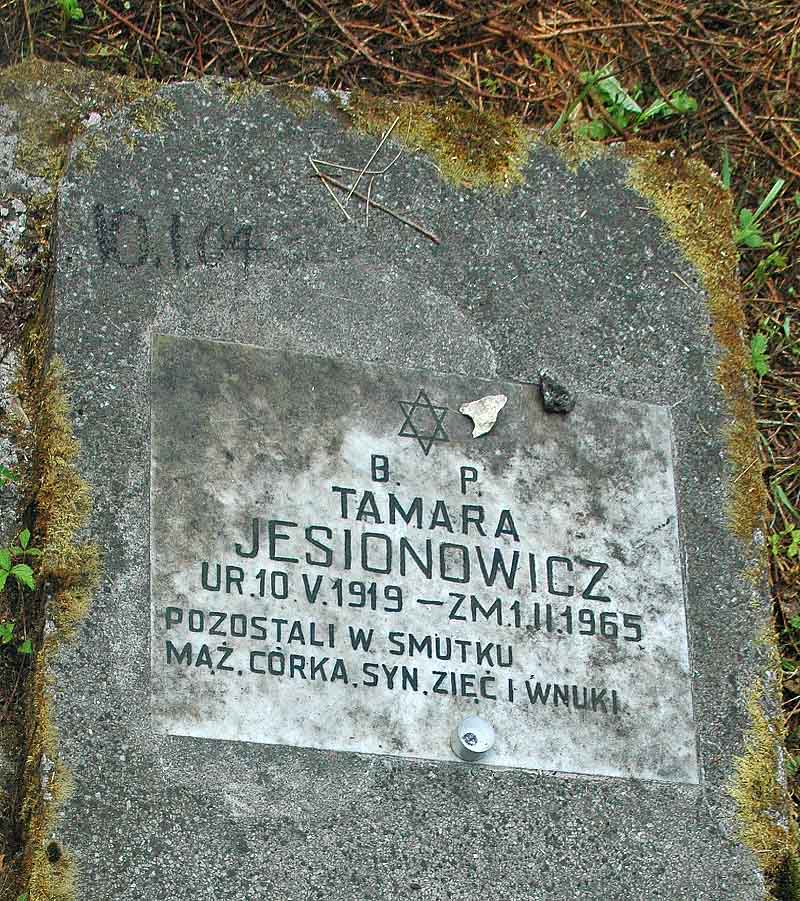 10.1.04
B. P.
TAMARA
JESIONOWICZ
UR. 10.V.1919 – ZM.1.II.1965
POZOSTALI W SMUTKU
MĄŻ, CÓRKA, SYN, ZIĘĆ I WNUKI